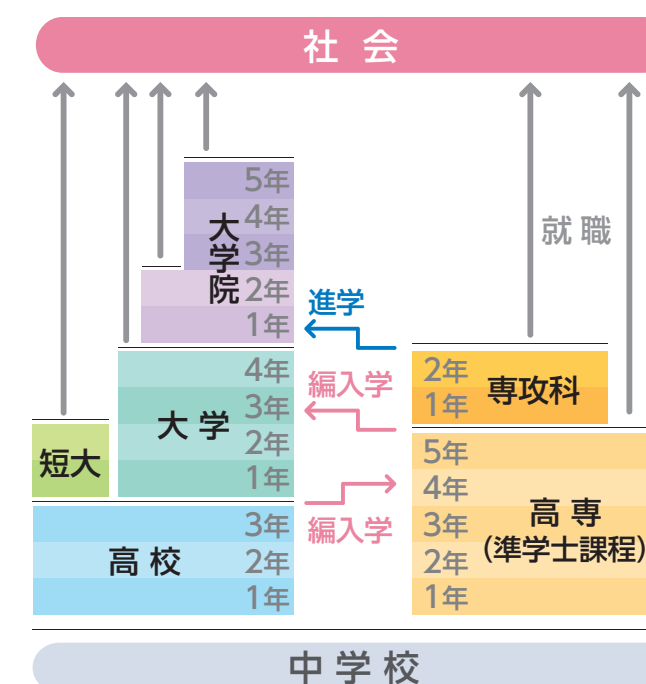 社会
就職
5年
4年
3年
2年
1年
大学院
進学
4年
3年
2年
1年
大学
編入学
短大
3年
2年
1年
高校
編入学
2年
1年
専攻科
5年
4年
3年
2年
1年
高専
(準学士課程)
中学校